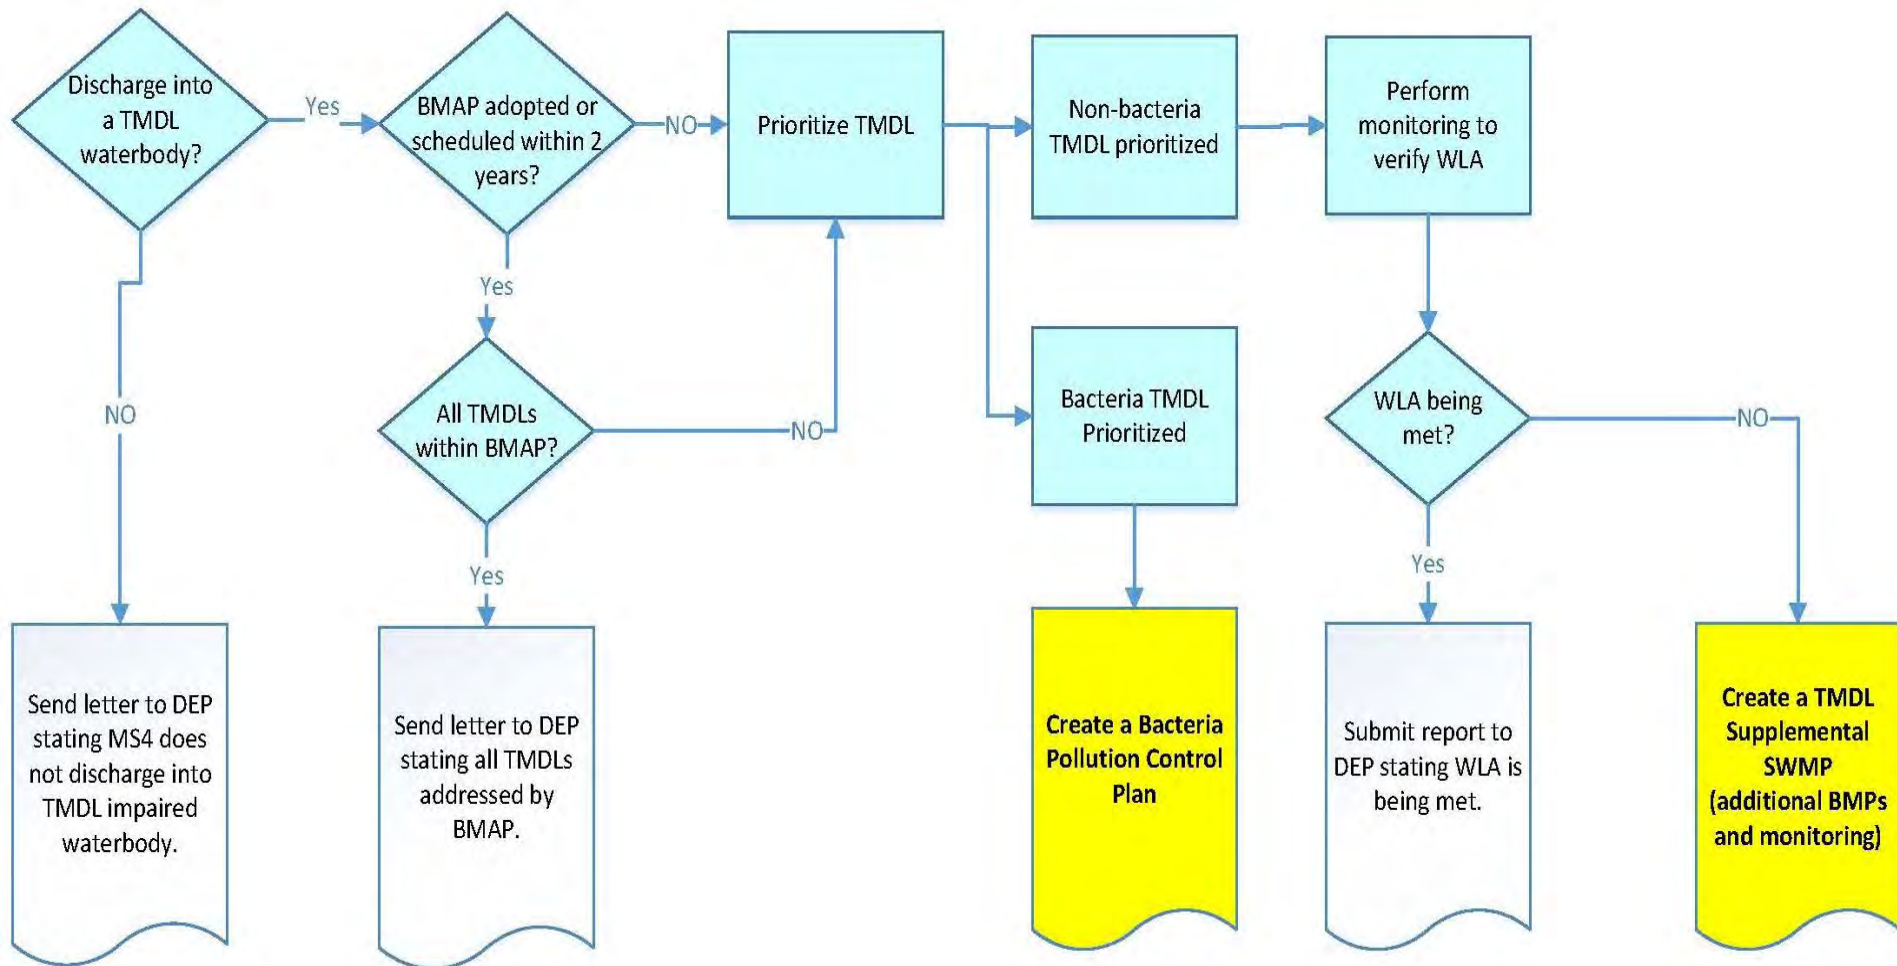 Discharge into
a TMDL
waterbody?
Yes
BMAP adopted or
scheduled within 2
years?
NO
Prioritize TMDL
Non-bacteria
TMDL prioritized
Perform
monitoring to
verify WLA
NO
Yes
All TMDLs
within BMAP?
NO
Bacteria TMDL
Prioritized
WLA being
met?
NO
Yes
Yes
Send letter to DEP
stating MS4 does
not discharge into
TMDL impaired
waterbody.
Send letter to DEP
stating all TMDLs
addressed by
BMAP.
Create a Bacteria
Pollution Control
Plan
Submit report to
DEP stating WLA is
being met.
Create a TMDL
Supplemental
SWMP
(additional BMPs
and monitoring)